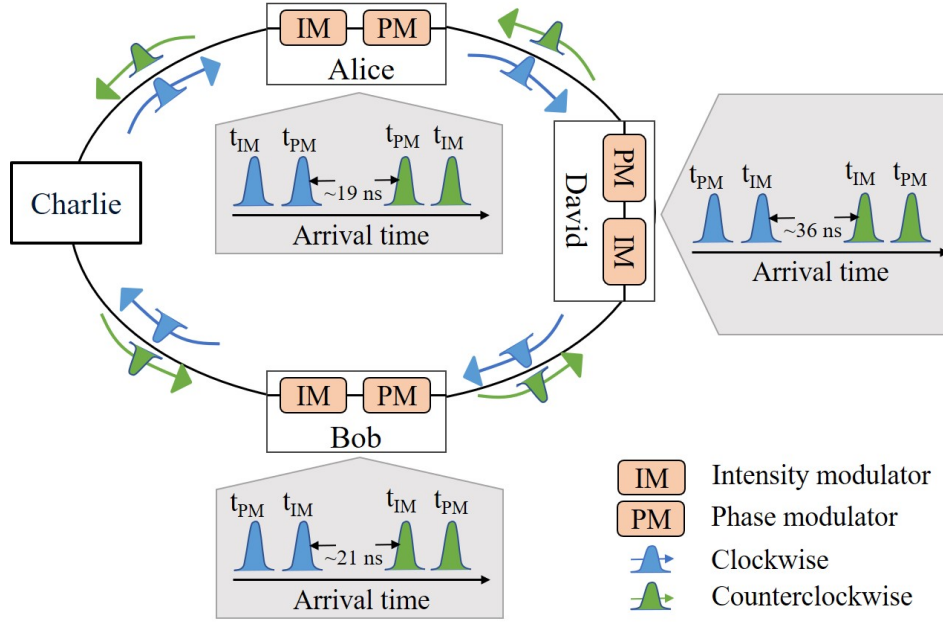 IM PM
Alice
t_IM t_PM t_PM t_IM
~19 ns
Arrival time
Charlie
David
PM
IM
t_PM t_IM t_IM t_PM
~36 ns
Arrival time
IM PM
Bob
t_PM t_IM t_IM t_PM
~21 ns
Arrival time
IM Intensity modulator
PM Phase modulator
Clockwise
Counterclockwise